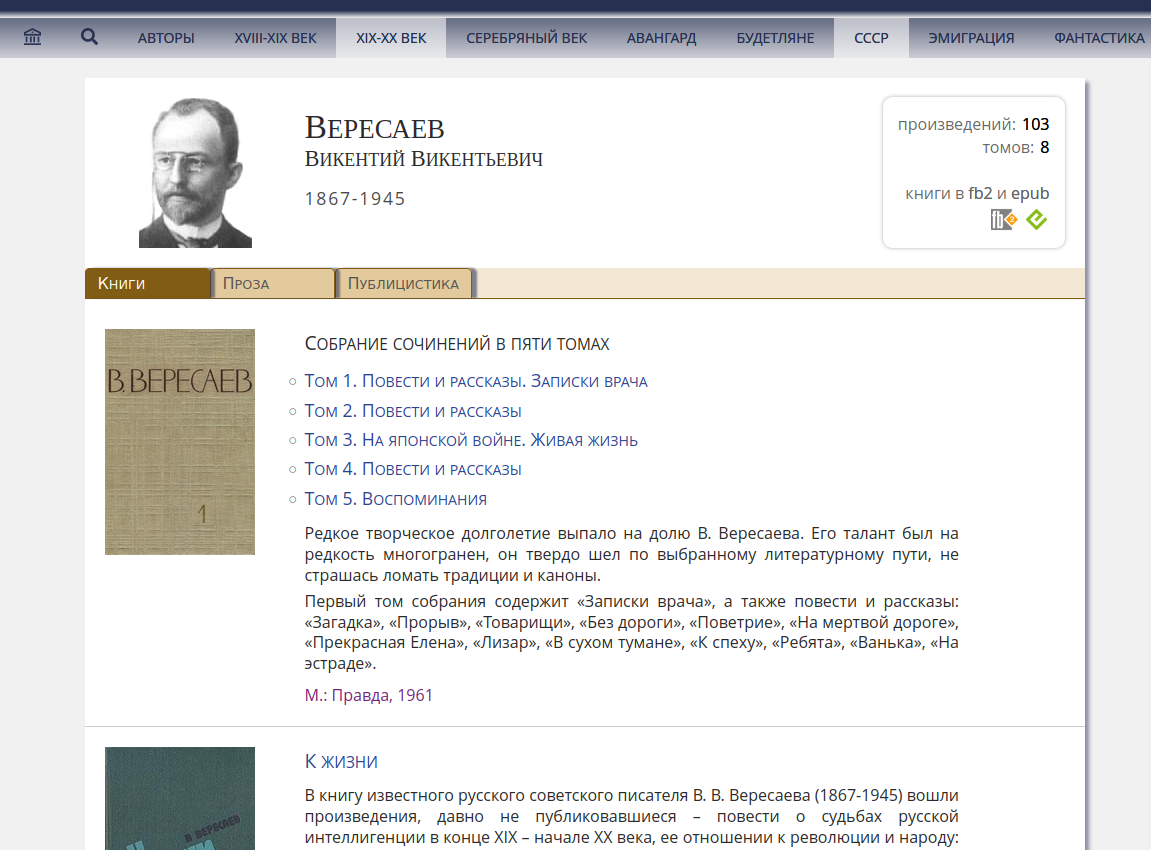 АВТОРЫ XVIII-XIX ВЕК XIX-XX ВЕК СЕРЕБРЯНЫЙ ВЕК АВАНГАРД БУДЕТЛЯНЕ СССР ЭМИГРАЦИЯ ФАНТАСТИКА
Вересаев
Викентий Викентьевич
1867-1945
произведений: 103
томов: 8
книги в fb2 и epub
fb2
Книги Проза Публицистика
В. ВЕРЕСАЕВ
1
Собрание сочинений в пяти томах
Том 1. Повести и рассказы. Записки врача
Том 2. Повести и рассказы
Том 3. На японской войне. Живая жизнь
Том 4. Повести и рассказы
Том 5. Воспоминания
Редкое творческое долголетие выпало на долю В. Вересаева. Его талант был на
редкость многогранен, он твердо шел по выбранному литературному пути, не
страшась ломать традиции и каноны.
Первый том собрания содержит «Записки врача», а также повести и рассказы:
«Загадка», «Прорыв», «Товарищи», «Без дороги», «Поветрие», «На мертвой дороге»,
«Прекрасная Елена», «Лизар», «В сухом тумане», «К спеху», «Ребята», «Ванька», «На
эстраде».
М.: Правда, 1961
В ВЕРЕСАЕВ
К жизни
В книгу известного русского советского писателя В. В. Вересаева (1867-1945) вошли
произведения, давно не публиковавшиеся – повести о судьбах русской
интеллигенции в конце XIX – начале XX века, ее отношении к революции и народу: